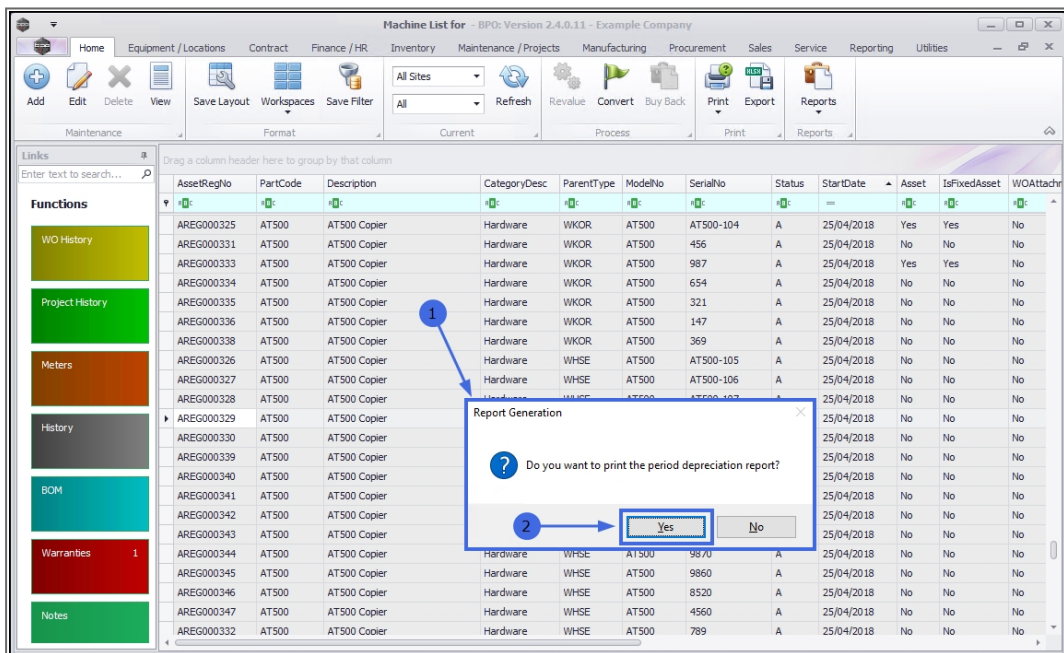 Machine List for - BPO: Version 2.4.0.11 - Example Company
Home Equipment / Locations Contract Finance / HR Inventory Maintenance / Projects Manufacturing Procurement Sales Service Reporting Utilities
All Sites
All
Add Edit Delete View Save Layout Workspaces Save Filter Refresh Revalue Convert Buy Back Print Export Reports
Maintenance Format Current Process Print Reports
Links
Enter text to search...
Functions
WO History
Project History
Meters
History
BOM
Warranties 1
Notes
Drag a column header here to group by that column
AssetRegNo PartCode Description CategoryDesc ParentType ModelNo SerialNo Status StartDate Asset IsFixedAsset WOAttachm
AREG000325 AT500 AT500 Copier Hardware WKOR AT500 AT500-104 A 25/04/2018 Yes Yes No
AREG000331 AT500 AT500 Copier Hardware WKOR AT500 456 A 25/04/2018 No No No
AREG000333 AT500 AT500 Copier Hardware WKOR AT500 987 A 25/04/2018 Yes Yes No
AREG000334 AT500 AT500 Copier Hardware WKOR AT500 654 A 25/04/2018 No No No
AREG000335 AT500 AT500 Copier Hardware WKOR AT500 321 A 25/04/2018 No No No
AREG000336 AT500 AT500 Copier Hardware WKOR AT500 147 A 25/04/2018 No No No
AREG000338 AT500 AT500 Copier Hardware WKOR AT500 369 A 25/04/2018 No No No
AREG000326 AT500 AT500 Copier Hardware WHSE AT500 AT500-105 A 25/04/2018 No No No
AREG000327 AT500 AT500 Copier Hardware WHSE AT500 AT500-106 A 25/04/2018 No No No
AREG000328 AT500 AT500 Copier Hardware WHSE AT500 AT500-107 A 25/04/2018 No No No
AREG000329 AT500 AT500 Copier 25/04/2018 No No No
AREG000330 AT500 AT500 Copier 25/04/2018 No No No
AREG000339 AT500 AT500 Copier 25/04/2018 No No No
AREG000340 AT500 AT500 Copier 25/04/2018 No No No
AREG000341 AT500 AT500 Copier 25/04/2018 No No No
AREG000342 AT500 AT500 Copier 25/04/2018 No No No
AREG000343 AT500 AT500 Copier 25/04/2018 No No No
AREG000344 AT500 AT500 Copier Hardware WHSE AT500 9870 A 25/04/2018 No No No
AREG000345 AT500 AT500 Copier Hardware WHSE AT500 9860 A 25/04/2018 No No No
AREG000346 AT500 AT500 Copier Hardware WHSE AT500 8520 A 25/04/2018 No No No
AREG000347 AT500 AT500 Copier Hardware WHSE AT500 4560 A 25/04/2018 No No No
AREG000332 AT500 AT500 Copier Hardware WHSE AT500 789 A 25/04/2018 No No No
1
Report Generation
Do you want to print the period depreciation report?
2
Yes No